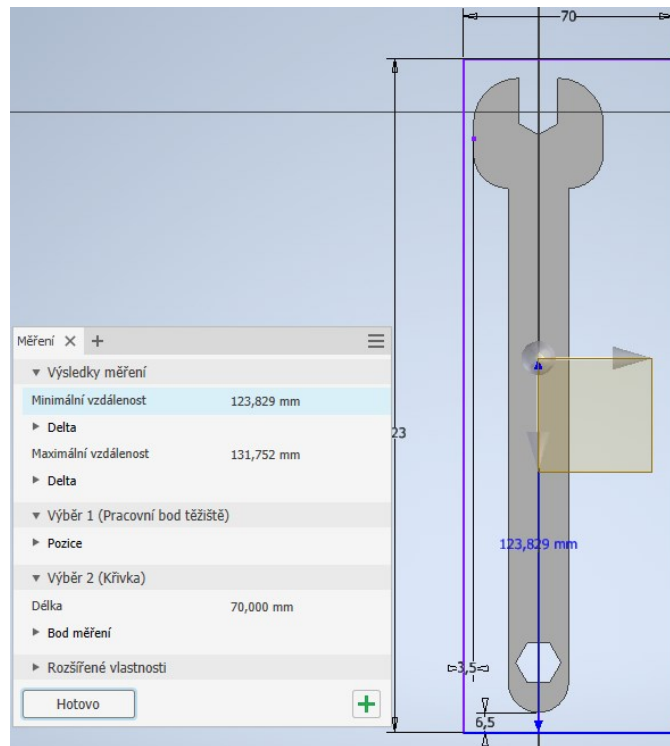 70
Měření
Výsledky měření
Minimální vzdálenost 123,829 mm
Delta
Maximální vzdálenost 131,752 mm
Delta
Výběr 1 (Pracovní bod těžiště)
Pozice
Výběr 2 (Křivka)
Délka 70,000 mm
Bod měření
Rozšířené vlastnosti
Hotovo
23
123,829 mm
3,5
6,5